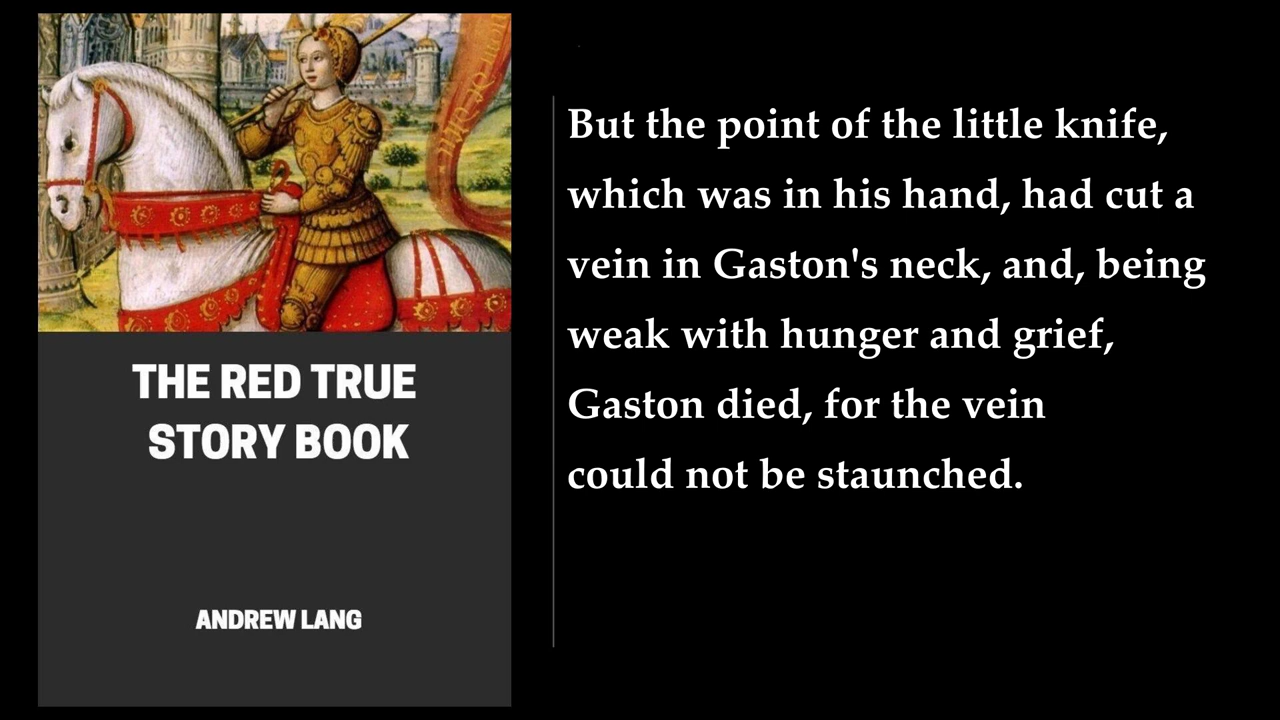 THE RED TRUE
STORY BOOK
ANDREW LANG
But the point of the little knife,
which was in his hand, had cut a
vein in Gaston's neck, and, being
weak with hunger and grief,
Gaston died, for the vein
could not be staunched.